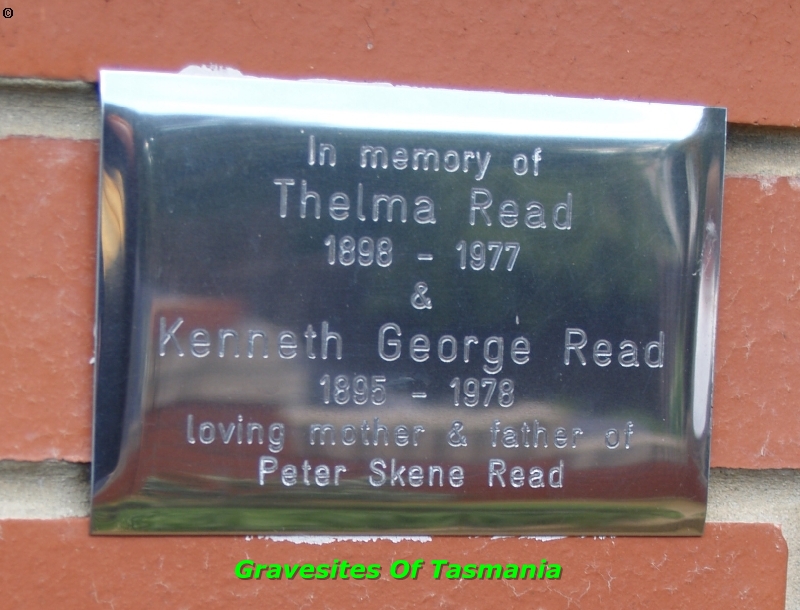 ©
In memory of
Thelma Read
1898 - 1977
&
Kenneth George Read
1895 - 1978
loving mother & father of
Peter Skene Read
Gravesites Of Tasmania